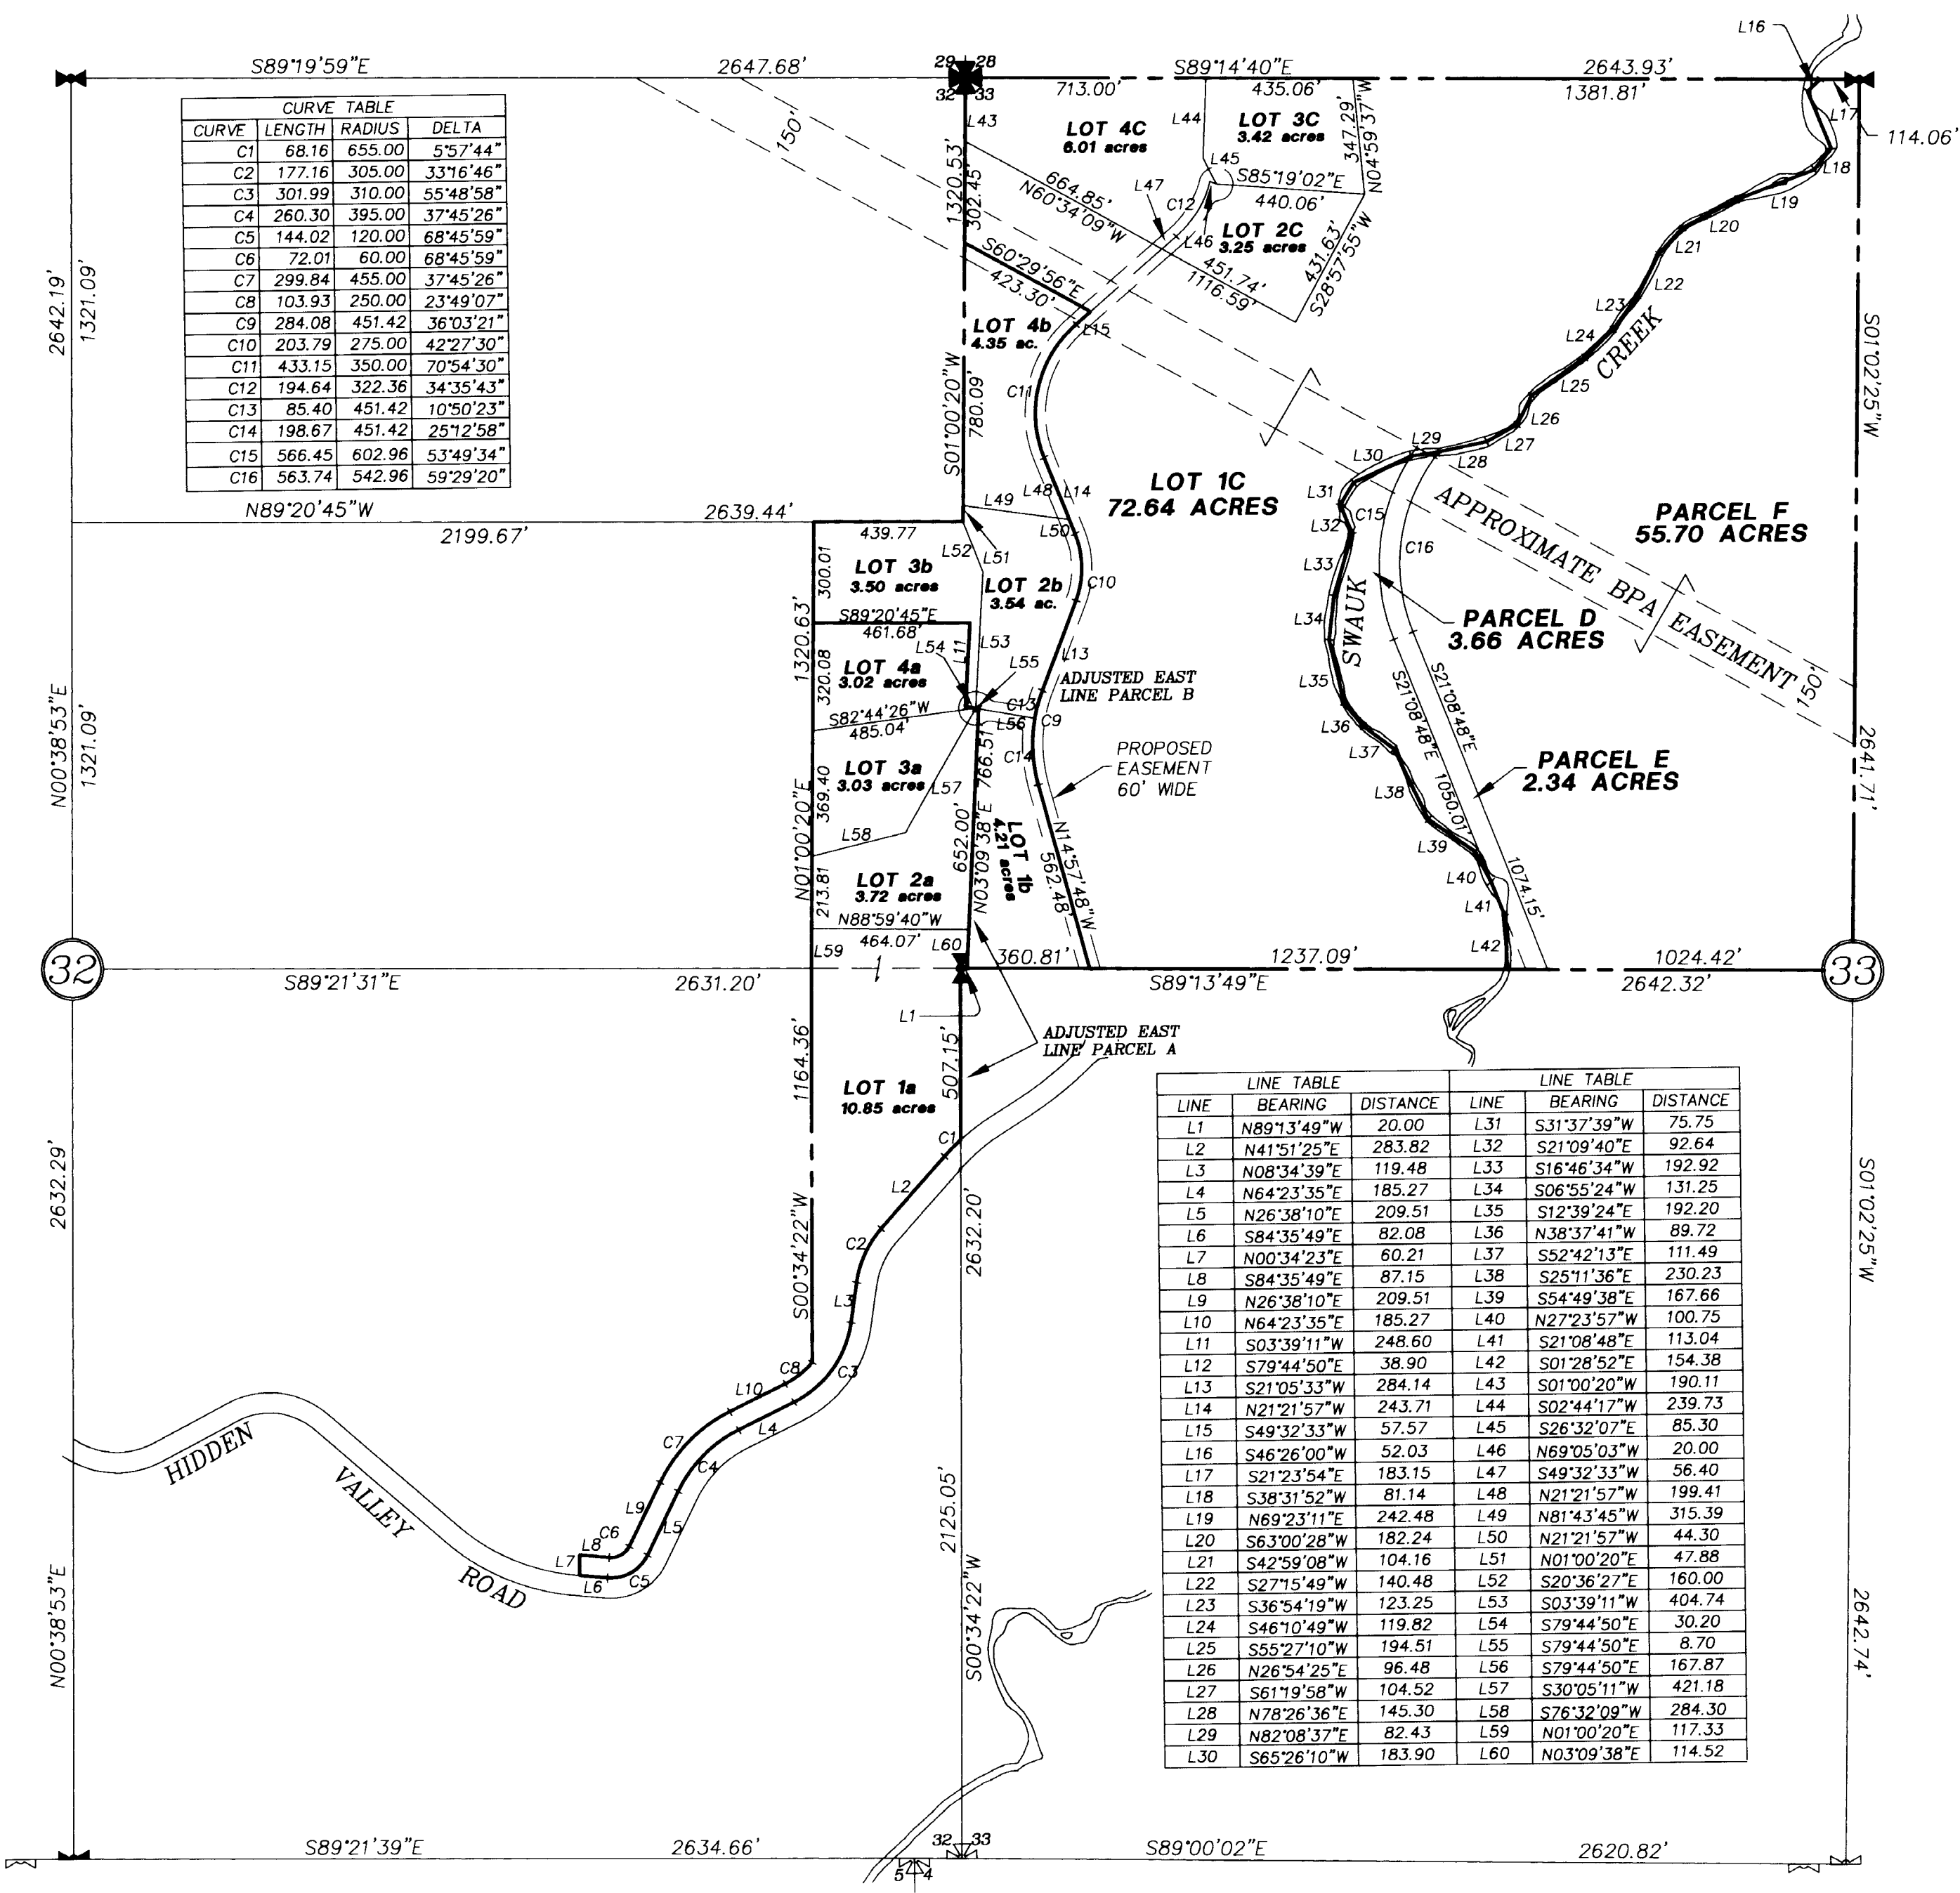 L16
S89°19'59"E
2647.68'
29 28
32 33
S89°14'40"E
2643.93'
713.00'
435.06'
1381.81'
L17
114.06'
CURVE TABLE
CURVE LENGTH RADIUS DELTA
C1 68.16 655.00 5°57'44"
C2 177.16 305.00 33°16'46"
C3 301.99 310.00 55°48'58"
C4 260.30 395.00 37°45'26"
C5 144.02 120.00 68°45'59"
C6 72.01 60.00 68°45'59"
C7 299.84 455.00 37°45'26"
C8 103.93 250.00 23°49'07"
C9 284.08 451.42 36°03'21"
C10 203.79 275.00 42°27'30"
C11 433.15 350.00 70°54'30"
C12 194.64 322.36 34°35'43"
C13 85.40 451.42 10°50'23"
C14 198.67 451.42 25°12'58"
C15 566.45 602.96 53°49'34"
C16 563.74 542.96 59°29'20"
150'
L43
LOT 4C
6.01 acres
L44
LOT 3C
3.42 acres
347.29'
N04°59'37"W
L45
S85°19'02"E
440.06'
1320.53'
302.45'
664.85'
N60°34'09"W
L47
C12
L46
LOT 2C
3.25 acres
451.74'
1116.59'
431.63'
S28°57'55"W
S60°29'56"E
423.30'
L18
L19
L20
L21
L22
L23
L24
CREEK
L25
L26
L27
L28
L29
L30
L31
L32
C15
L33
L34
L35
L36
L37
L38
L39
L40
L41
L42
2642.19'
1321.09'
LOT 4b
4.35 ac.
L15
C11
S01°00'20"W
780.09'
S01°02'25"W
LOT 1C
72.64 ACRES
L48
L14
L49
L50
N89°20'45"W
2639.44'
2199.67'
439.77
L52
L51
APPROXIMATE BPA EASEMENT
150'
PARCEL F
55.70 ACRES
C16
SWAUK
PARCEL D
3.66 ACRES
300.01
LOT 3b
3.50 acres
LOT 2b
3.54 ac.
C10
1320.63'
S89°20'45"E
461.68'
L54
L11
L53
L55
L13
320.08
LOT 4a
3.02 acres
ADJUSTED EAST
LINE PARCEL B
S82°44'26"W
485.04'
C13
L56
C9
C14
S21°08'48"E
S21°08'48"E
1050.01'
1074.15'
PARCEL E
2.34 ACRES
N00°38'53"E
1321.09'
N01°00'20"E
369.40
LOT 3a
3.03 acres
L57
766.51'
PROPOSED
EASEMENT
60' WIDE
2641.71'
L58
652.00'
N03°09'38"E
LOT 1b
4.21 acres
N14°57'48"W
562.48'
213.81
LOT 2a
3.72 acres
N88°59'40"W
464.07'
L59
L60
32
S89°21'31"E
2631.20'
360.81'
1237.09'
1024.42'
S89°13'49"E
2642.32'
33
L1
ADJUSTED EAST
LINE PARCEL A
1164.36'
507.15'
LOT 1a
10.85 acres
C1
2632.29'
S00°34'22"W
L2
C2
L3
C3
C8
L10
L4
C7
C4
L9
L5
C6
L8
L7
L6
C5
2632.20'
S01°02'25"W
LINE TABLE LINE TABLE
LINE BEARING DISTANCE LINE BEARING DISTANCE
L1 N89°13'49"W 20.00 L31 S31°37'39"W 75.75
L2 N41°51'25"E 283.82 L32 S21°09'40"E 92.64
L3 N08°34'39"E 119.48 L33 S16°46'34"W 192.92
L4 N64°23'35"E 185.27 L34 S06°55'24"W 131.25
L5 N26°38'10"E 209.51 L35 S12°39'24"E 192.20
L6 S84°35'49"E 82.08 L36 N38°37'41"W 89.72
L7 N00°34'23"E 60.21 L37 S52°42'13"E 111.49
L8 S84°35'49"E 87.15 L38 S25°11'36"E 230.23
L9 N26°38'10"E 209.51 L39 S54°49'38"E 167.66
L10 N64°23'35"E 185.27 L40 N27°23'57"W 100.75
L11 S03°39'11"W 248.60 L41 S21°08'48"E 113.04
L12 S79°44'50"E 38.90 L42 S01°28'52"E 154.38
L13 S21°05'33"W 284.14 L43 S01°00'20"W 190.11
L14 N21°21'57"W 243.71 L44 S02°44'17"W 239.73
L15 S49°32'33"W 57.57 L45 S26°32'07"E 85.30
L16 S46°26'00"W 52.03 L46 N69°05'03"W 20.00
L17 S21°23'54"E 183.15 L47 S49°32'33"W 56.40
L18 S38°31'52"W 81.14 L48 N21°21'57"W 199.41
L19 N69°23'11"E 242.48 L49 N81°43'45"W 315.39
L20 S63°00'28"W 182.24 L50 N21°21'57"W 44.30
L21 S42°59'08"W 104.16 L51 N01°00'20"E 47.88
L22 S27°15'49"W 140.48 L52 S20°36'27"E 160.00
L23 S36°54'19"W 123.25 L53 S03°39'11"W 404.74
L24 S46°10'49"W 119.82 L54 S79°44'50"E 30.20
L25 S55°27'10"W 194.51 L55 S79°44'50"E 8.70
L26 N26°54'25"E 96.48 L56 S79°44'50"E 167.87
L27 S61°19'58"W 104.52 L57 S30°05'11"W 421.18
L28 N78°26'36"E 145.30 L58 S76°32'09"W 284.30
L29 N82°08'37"E 82.43 L59 N01°00'20"E 117.33
L30 S65°26'10"W 183.90 L60 N03°09'38"E 114.52
HIDDEN
VALLEY
ROAD
N00°38'53"E
2125.05'
S00°34'22"W
2642.74'
S89°21'39"E
2634.66'
32 33
5 4
S89°00'02"E
2620.82'